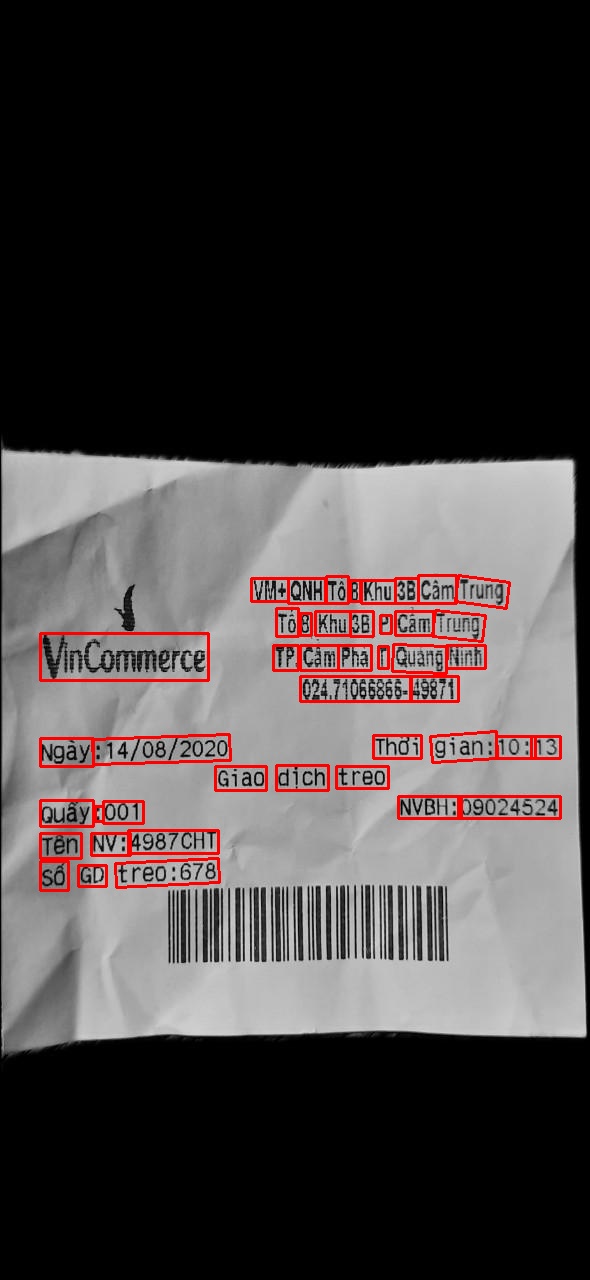 VM+ QNH Tổ 8 Khu 3B Cẩm Trung
Tổ 8 Khu 3B P Cẩm Trung
VinCommerce
TP. Cẩm Phả T Quảng Ninh
024.71066866-49871
Ngày:14/08/2020 Thời gian:10:13
Giao dịch treo
Quầy:001 NVBH:09024524
Tên NV:4987CHT
Số GD treo:678